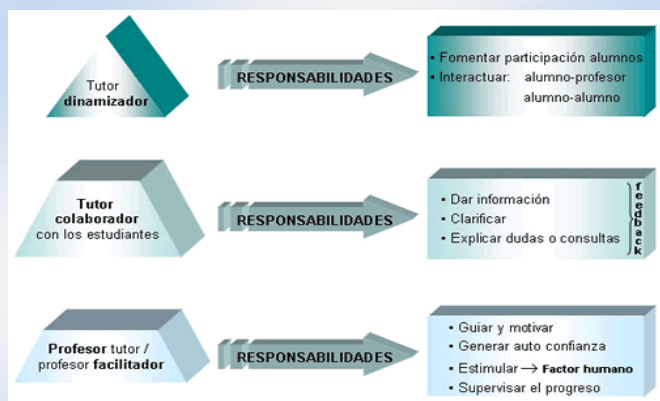 Tutor
dinamizador
RESPONSABILIDADES
▪ Fomentar participación alumnos
▪ Interactuar: alumno-profesor
alumno-alumno
Tutor
colaborador
con los estudiantes
RESPONSABILIDADES
▪ Dar información
▪ Clarificar
▪ Explicar dudas o consultas
feedback
Profesor tutor /
profesor facilitador
RESPONSABILIDADES
▪ Guiar y motivar
▪ Generar auto confianza
▪ Estimular → Factor humano
▪ Supervisar el progreso